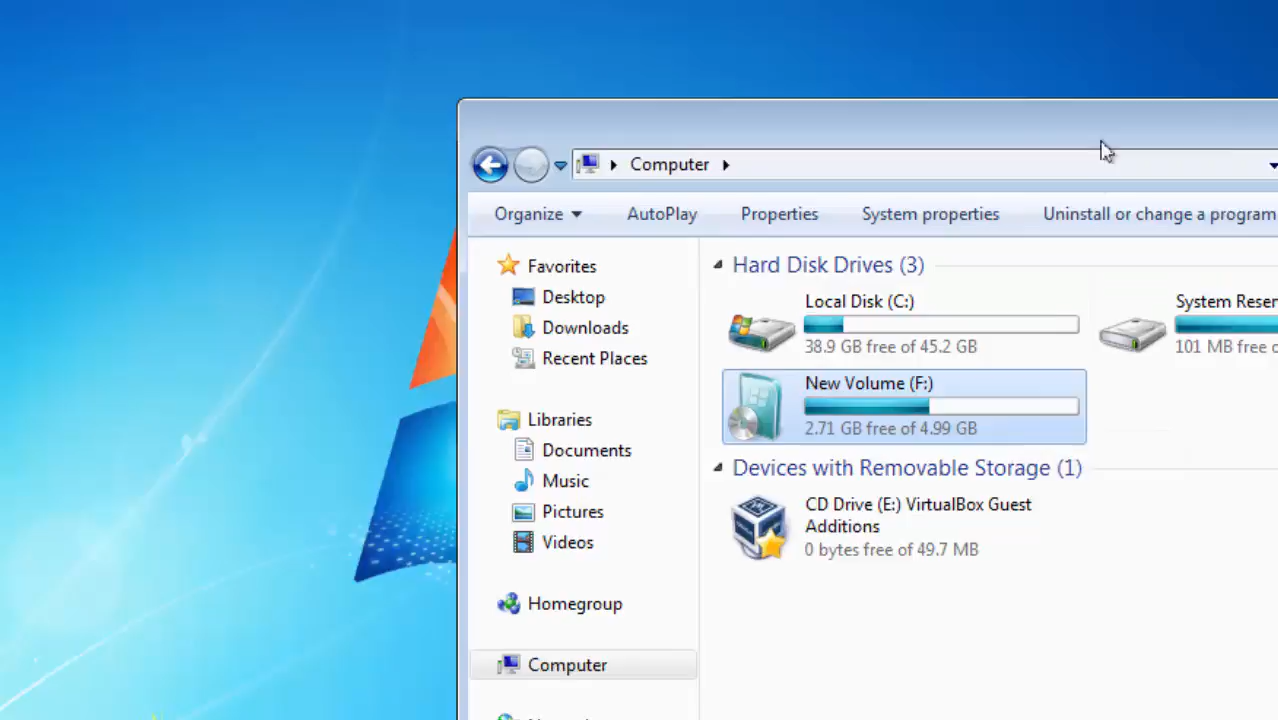 Computer
Organize
AutoPlay
Properties
System properties
Uninstall or change a program
Favorites
Desktop
Downloads
Recent Places
Libraries
Documents
Music
Pictures
Videos
Homegroup
Computer
Hard Disk Drives (3)
Local Disk (C:)
38.9 GB free of 45.2 GB
System Reser
101 MB free o
New Volume (F:)
2.71 GB free of 4.99 GB
Devices with Removable Storage (1)
CD Drive (E:) VirtualBox Guest
Additions
0 bytes free of 49.7 MB